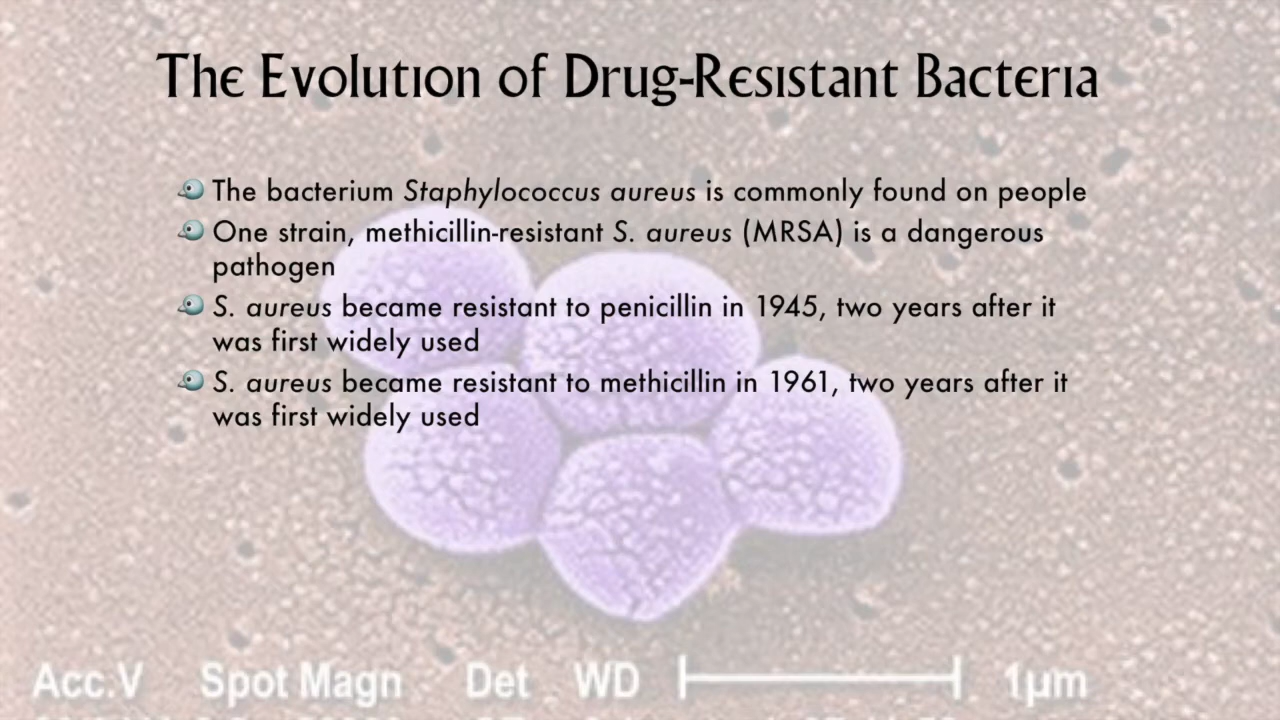 The Evolution of Drug-Resistant Bacteria
The bacterium Staphylococcus aureus is commonly found on people
One strain, methicillin-resistant S. aureus (MRSA) is a dangerous
pathogen
S. aureus became resistant to penicillin in 1945, two years after it
was first widely used
S. aureus became resistant to methicillin in 1961, two years after it
was first widely used
Acc.V Spot Magn Det WD 1µm